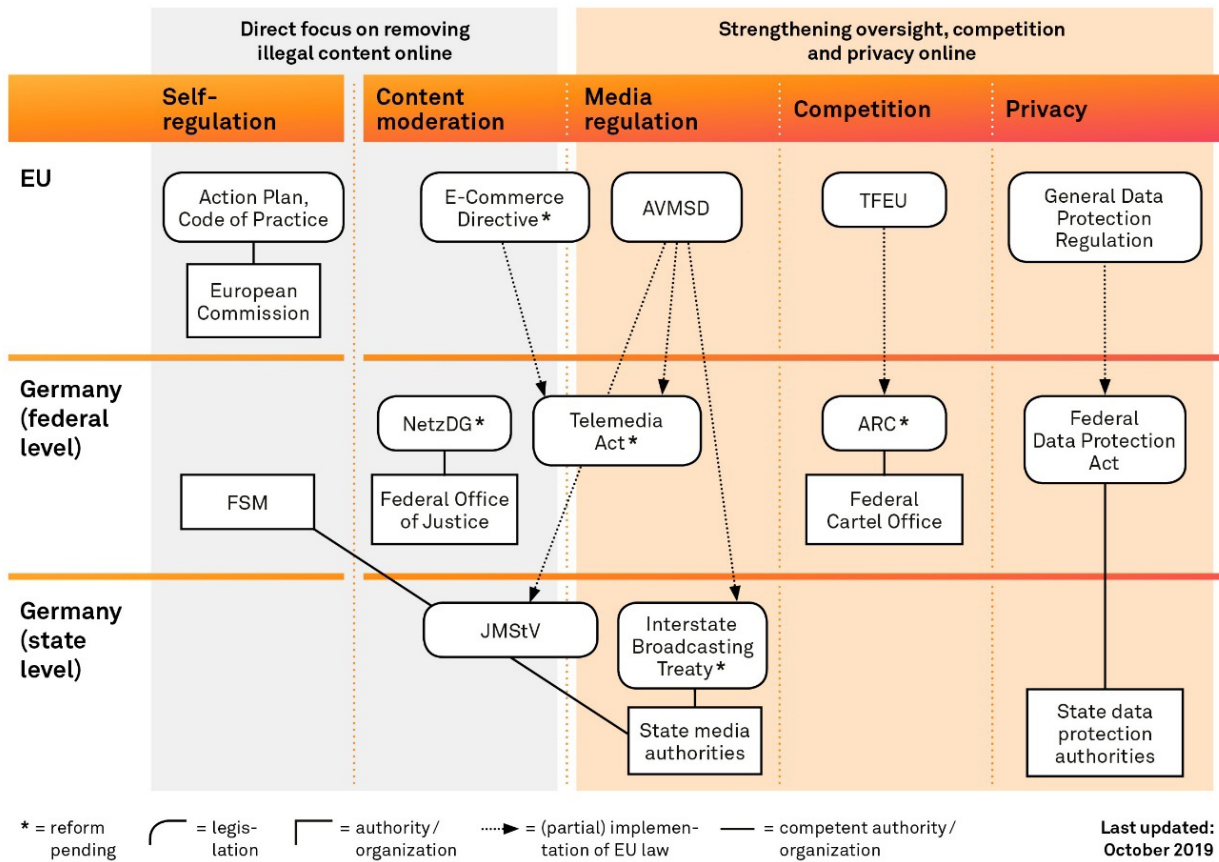 Direct focus on removing
illegal content online
Strengthening oversight, competition
and privacy online
Self-
regulation
Content
moderation
Media
regulation
Competition
Privacy
EU
Action Plan,
Code of Practice
E-Commerce
Directive*
AVMSD
TFEU
General Data
Protection
Regulation
European
Commission
Germany
(federal
level)
NetzDG*
Telemedia
Act*
ARC*
Federal
Data Protection
Act
FSM
Federal Office
of Justice
Federal
Cartel Office
Germany
(state
level)
JMStV
Interstate
Broadcasting
Treaty*
State media
authorities
State data
protection
authorities
* = reform
pending
= legis-
lation
= authority/
organization
= (partial) implemen-
tation of EU law
= competent authority/
organization
Last updated:
October 2019